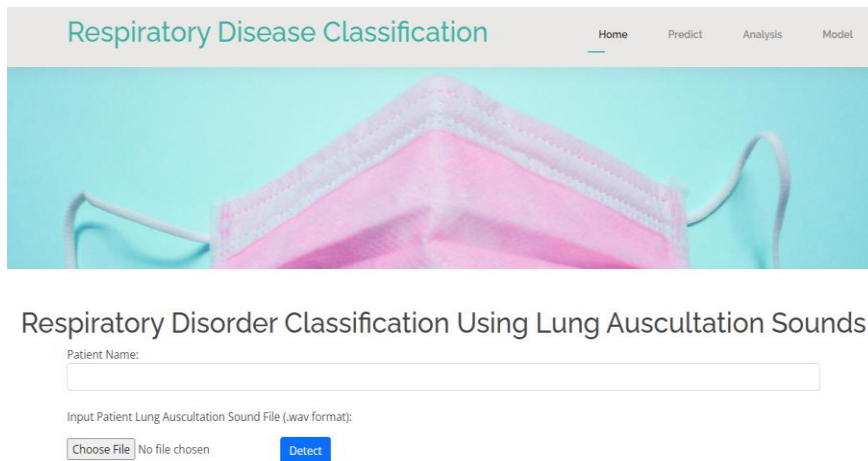 Respiratory Disease Classification
Home Predict Analysis Model
Respiratory Disorder Classification Using Lung Auscultation Sounds
Patient Name:
Input Patient Lung Auscultation Sound File (.wav format):
Choose File No file chosen Detect